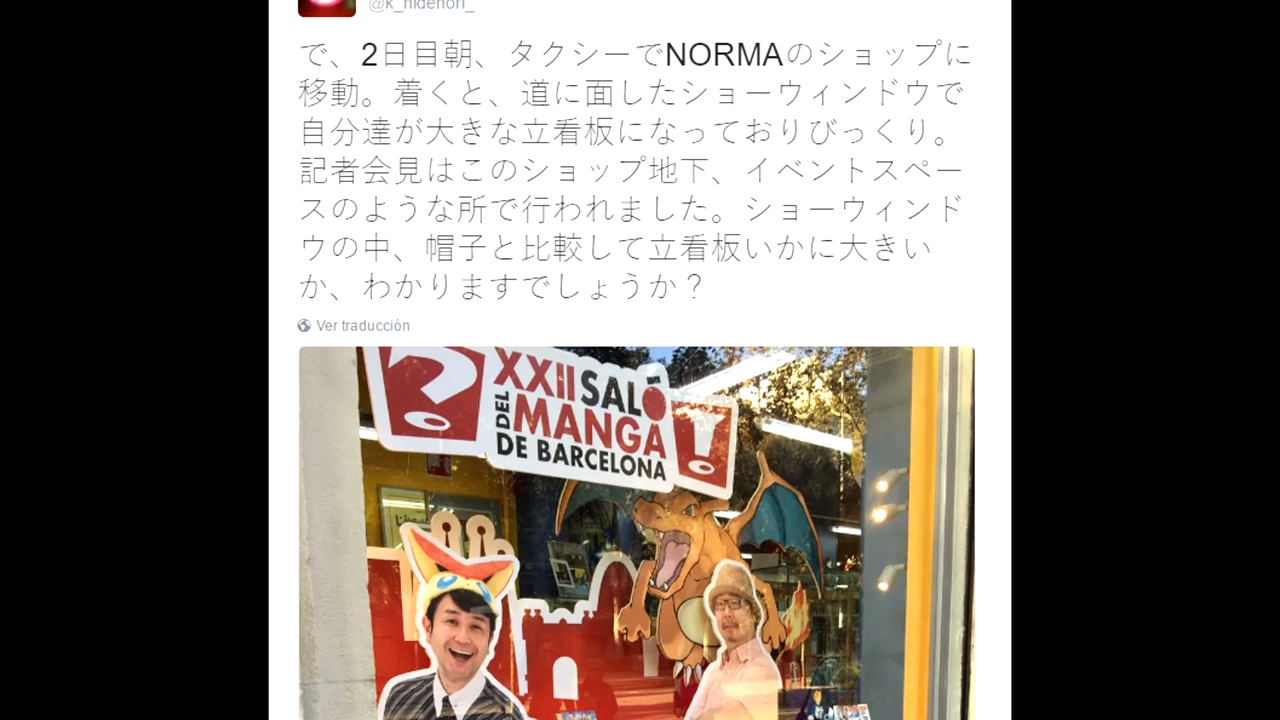 @k_hidenori_
で、2日目朝、タクシーでNORMAのショップに
移動。着くと、道に面したショーウィンドウで
自分達が大きな立看板になっておりびっくり。
記者会見はこのショップ地下、イベントスペー
スのような所で行われました。ショーウィンド
ウの中、帽子と比較して立看板いかに大きい
か、わかりますでしょうか？
Ver traducción
? XXII SALÓ !
DEL MANGA
DE BARCELONA